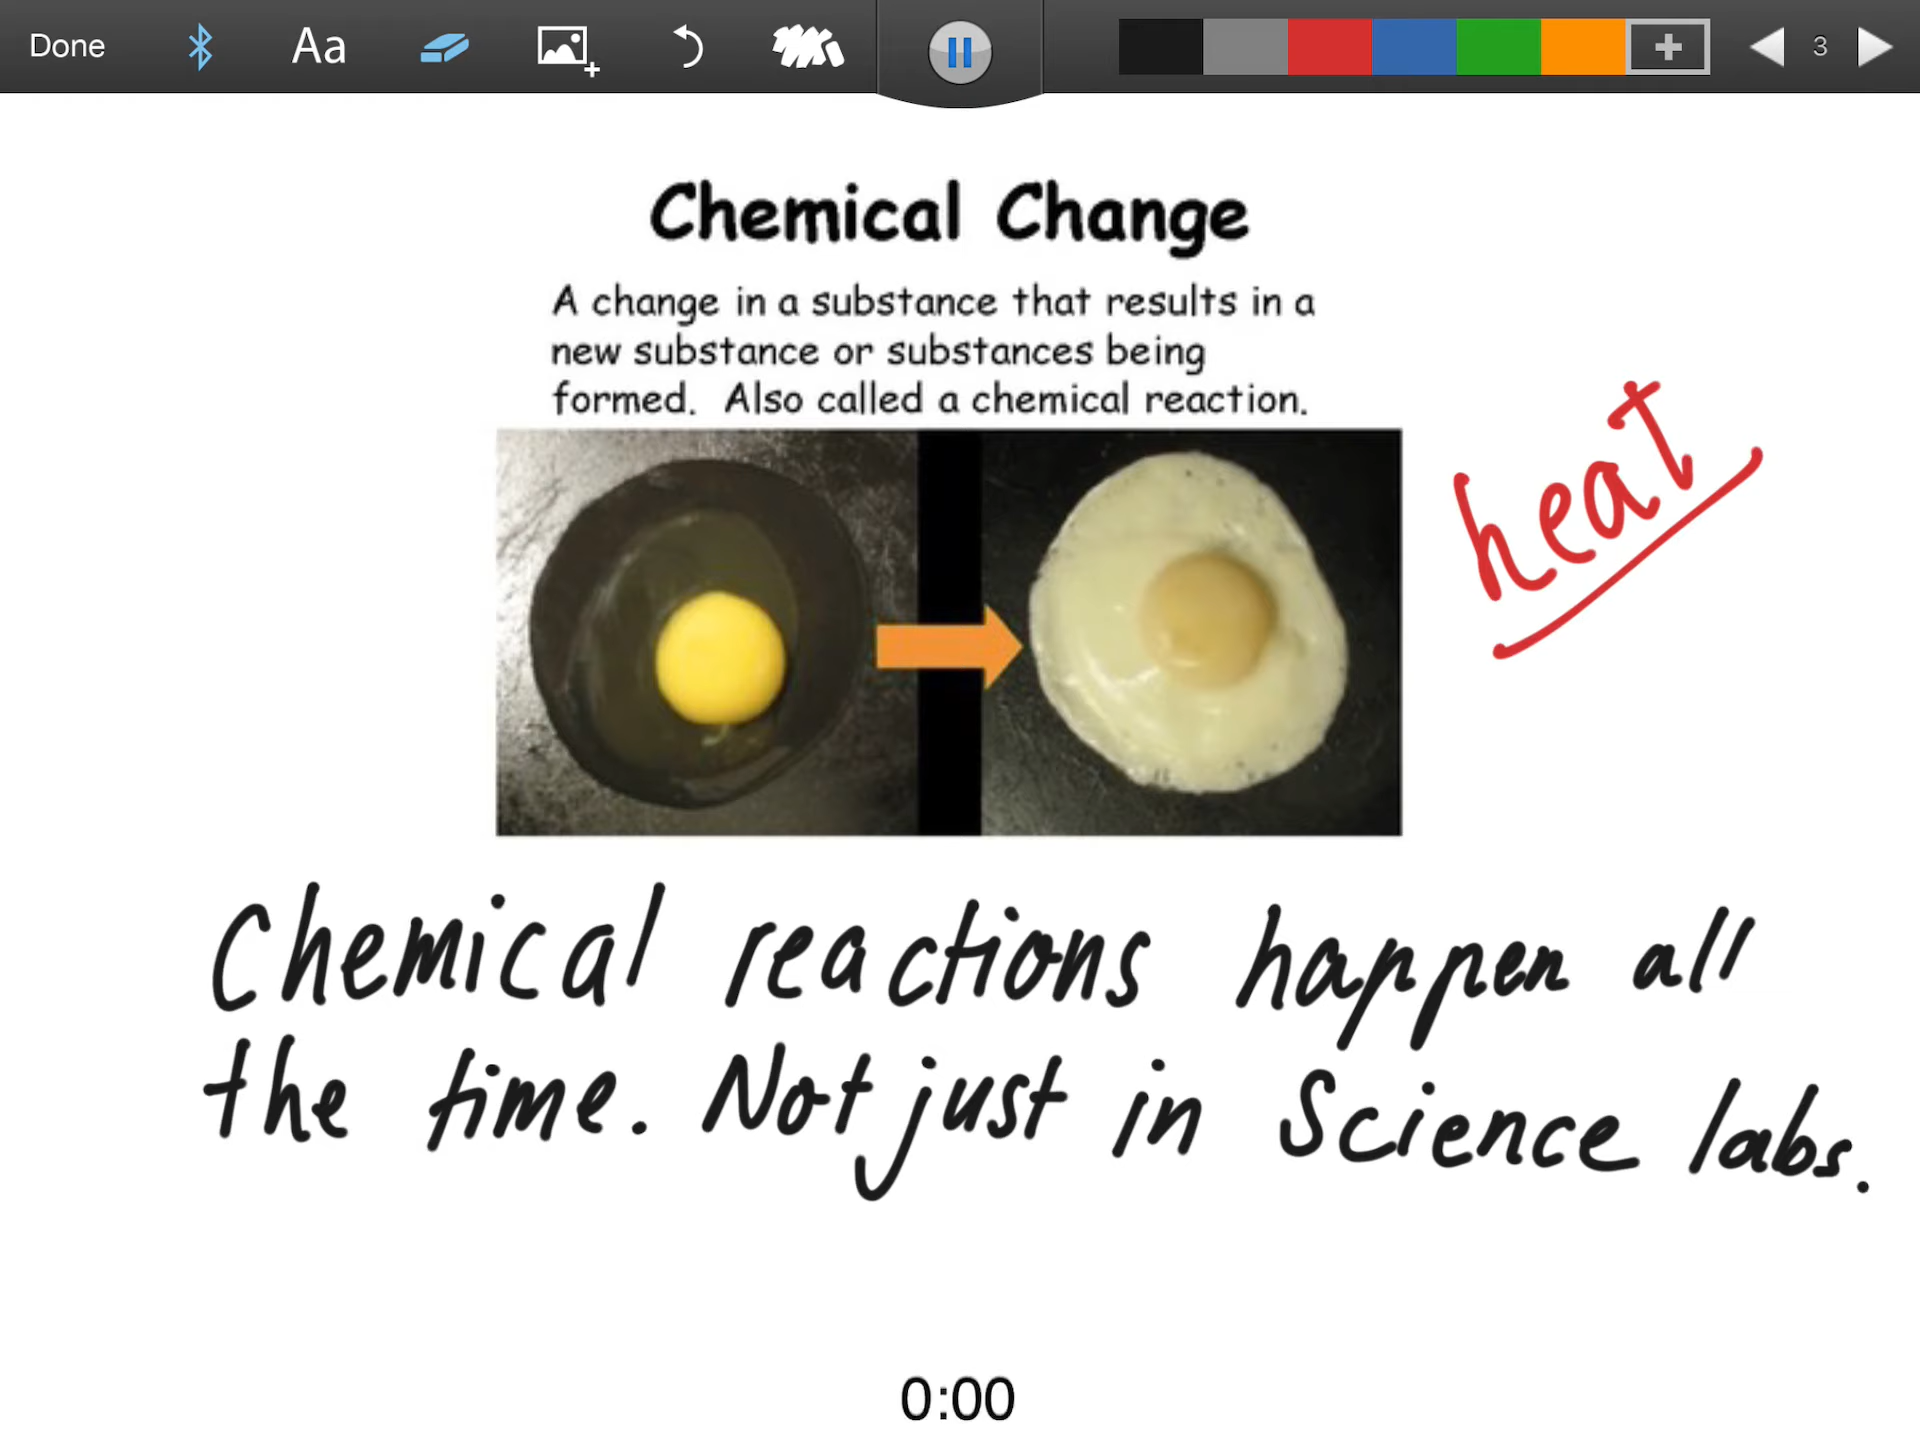 Done
Aa
3
Chemical Change
A change in a substance that results in a
new substance or substances being
formed. Also called a chemical reaction.
heat
Chemical reactions happen all
the time. Not just in Science labs.
0:00